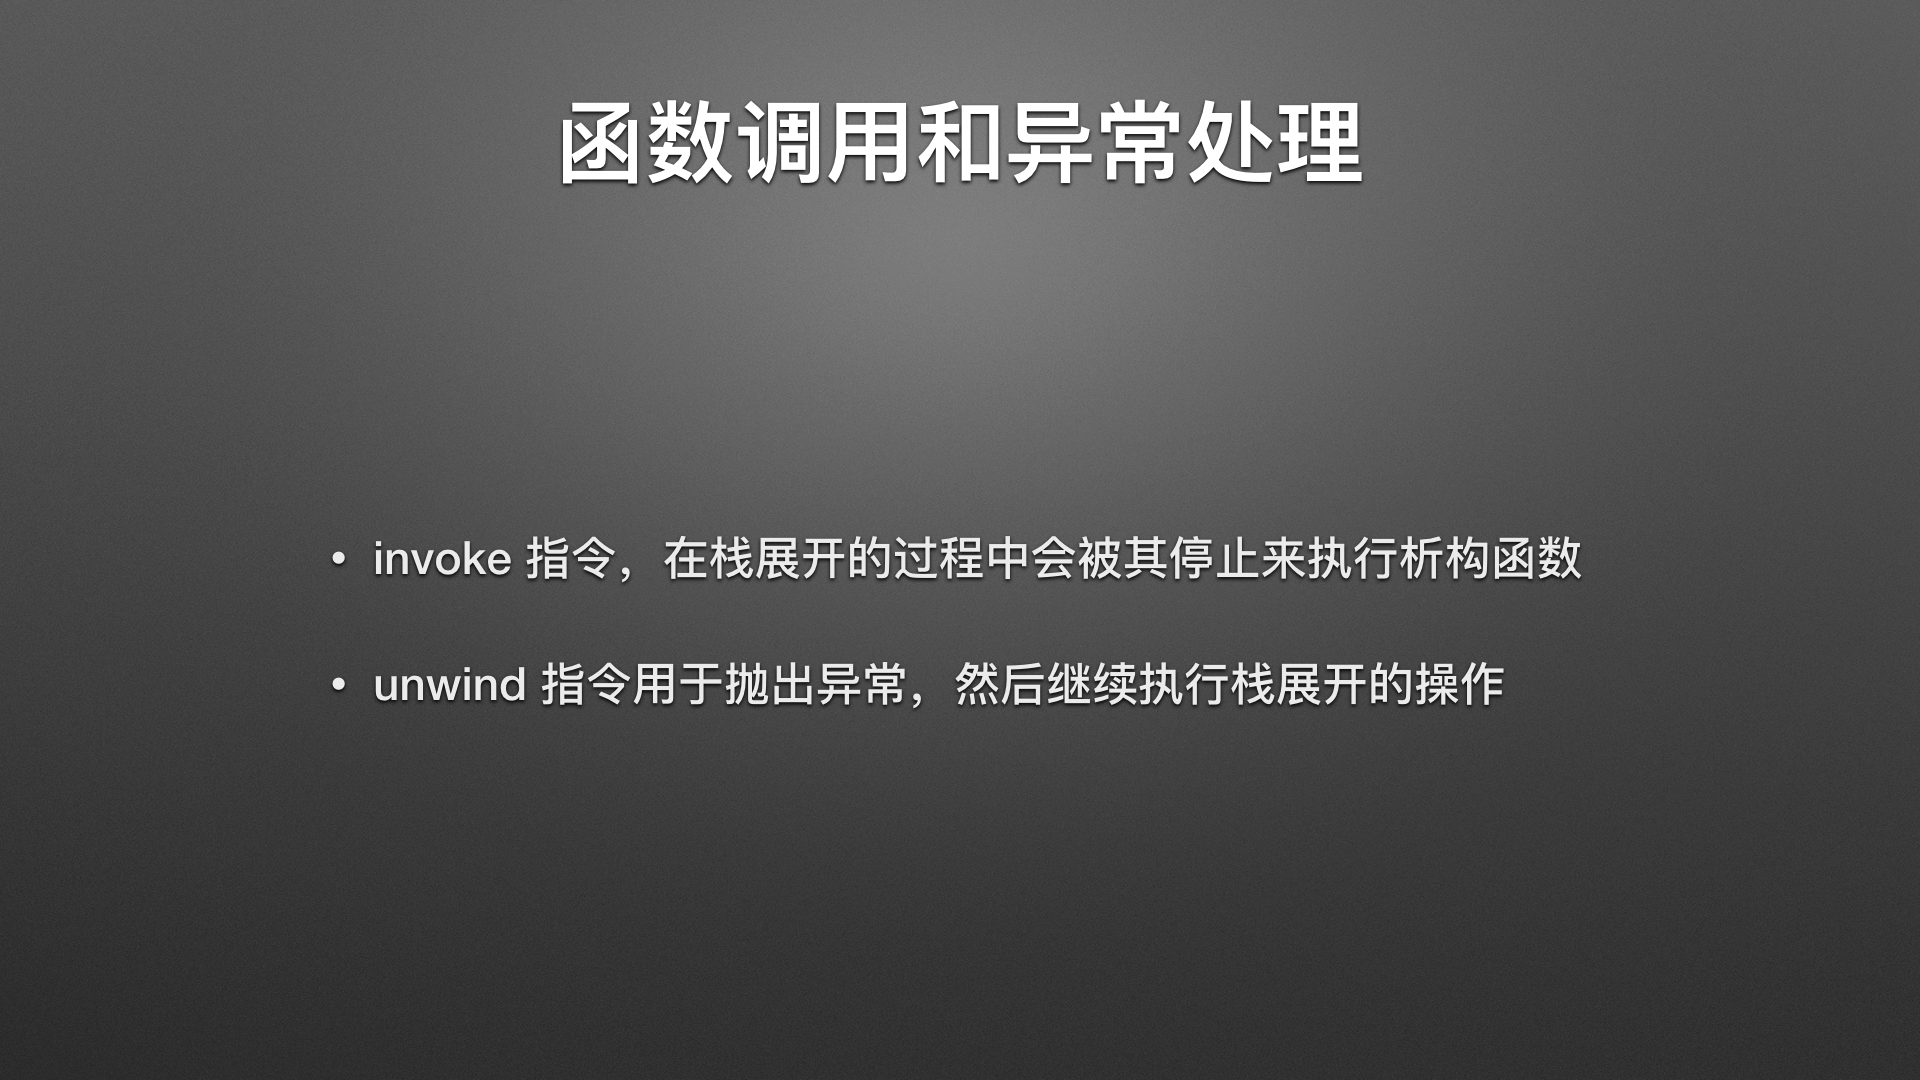 函数调用和异常处理
• invoke 指令，在栈展开的过程中会被其停止来执行析构函数
• unwind 指令用于抛出异常，然后继续执行栈展开的操作